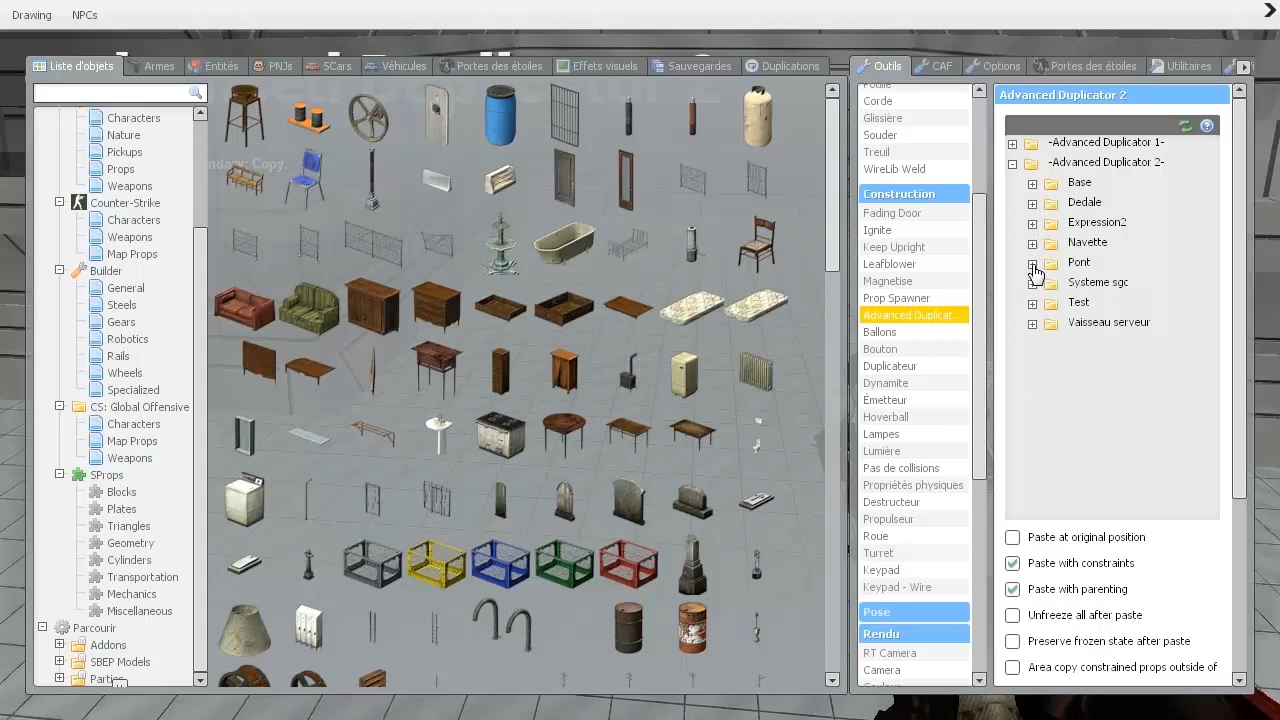 Drawing NPCs
Liste d'objets Armes Entités PNJs SCars Véhicules Portes des étoiles Effets visuels Sauvegardes Duplications
Outils CAF Options Portes des étoiles Utilitaires
Characters
Nature
Pickups
Props
Weapons
Counter-Strike
Characters
Weapons
Map Props
Builder
General
Steels
Gears
Robotics
Rails
Wheels
Specialized
CS: Global Offensive
Characters
Map Props
Weapons
SProps
Blocks
Plates
Triangles
Geometry
Cylinders
Transportation
Mechanics
Miscellaneous
Parcourir
Addons
SBEP Models
ndary: Copy.
Corde
Glissière
Souder
Treuil
WireLib Weld
Construction
Fading Door
Ignite
Keep Upright
Leafblower
Magnetise
Prop Spawner
Advanced Duplicat...
Ballons
Bouton
Duplicateur
Dynamite
Émetteur
Hoverball
Lampes
Lumière
Pas de collisions
Propriétés physiques
Destructeur
Propulseur
Roue
Turret
Keypad
Keypad - Wire
Pose
Rendu
RT Camera
Camera
Advanced Duplicator 2
-Advanced Duplicator 1-
-Advanced Duplicator 2-
Base
Dedale
Expression2
Navette
Pont
Systeme sgc
Test
Vaisseau serveur
Paste at original position
Paste with constraints
Paste with parenting
Unfreeze all after paste
Preserve frozen state after paste
Area copy constrained props outside of